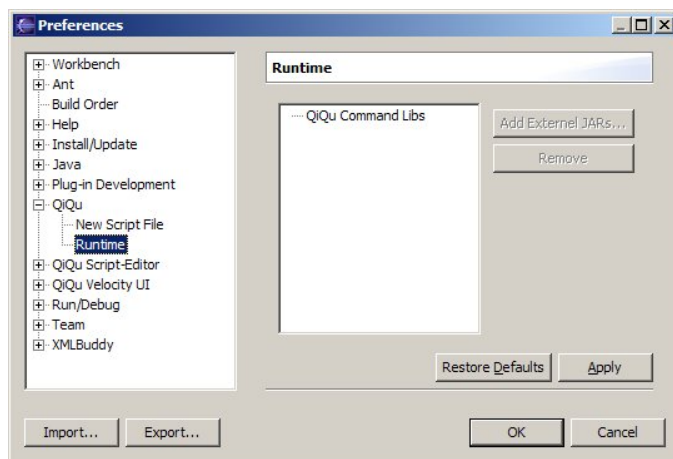 Preferences
Workbench
Ant
Build Order
Help
Install/Update
Java
Plug-in Development
QiQu
New Script File
Runtime
QiQu Script-Editor
QiQu Velocity UI
Run/Debug
Team
XMLBuddy
Runtime
QiQu Command Libs
Add Externel JARs...
Remove
Restore Defaults
Apply
Import...
Export...
OK
Cancel